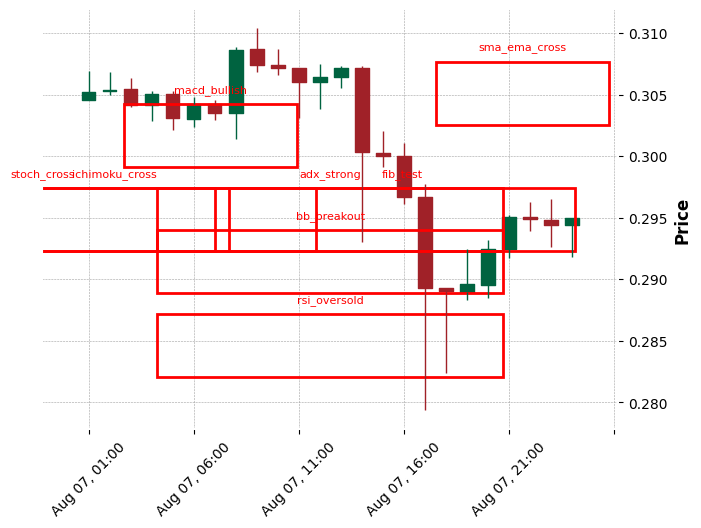 sma_ema_cross
macd_bull
stoch_cross
ichimoku_cross
adx_strong
bb_breakout
rsi_oversold
0.310
0.305
0.300
0.295
0.290
0.285
0.280
Price
Aug 07, 01:00
Aug 07, 06:00
Aug 07, 11:00
Aug 07, 16:00
Aug 07, 21:00